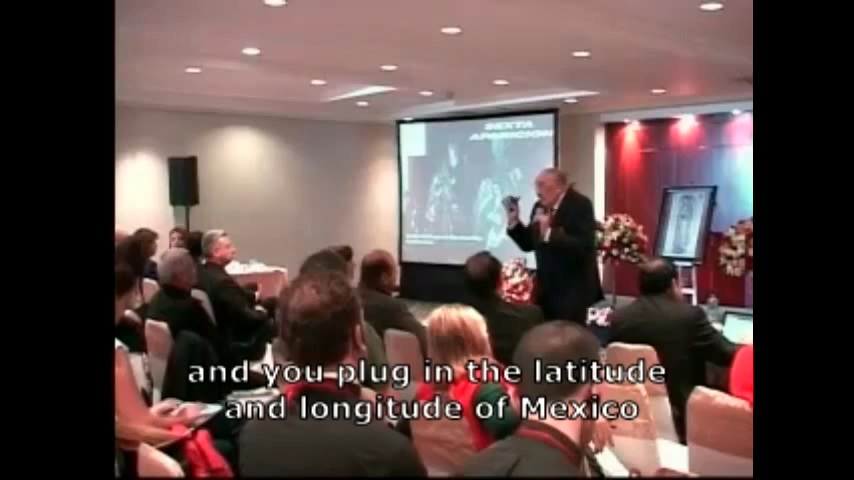 SEXTA
APARICION
and you plug in the latitude
and longitude of Mexico